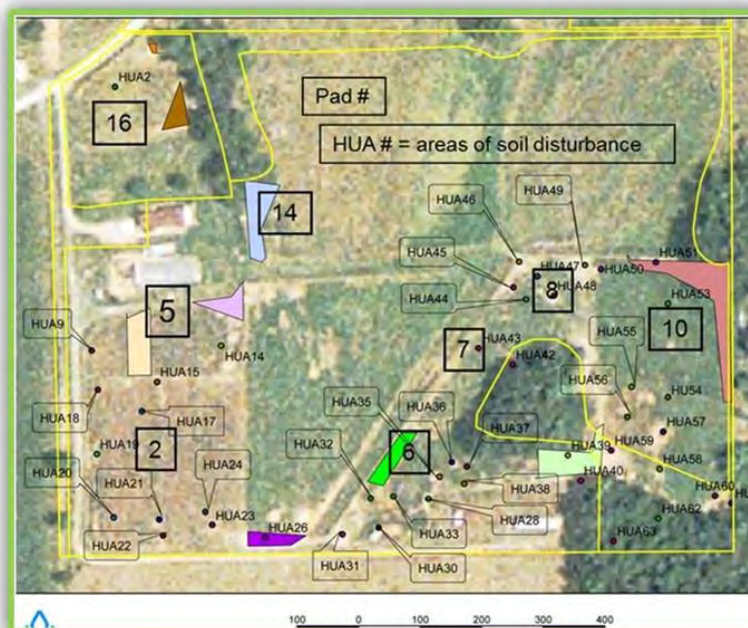 HUA2
16
Pad #
HUA # = areas of soil disturbance
HUA49
HUA46
14
HUA45
HUA47
HUA50
HUA51
8
HUA48
HUA44
HUA53
5
10
HUA9
HUA14
7
HUA43
HUA42
HUA55
HUA56
HUA15
HUA18
HUA17
HUA35
HUA36
HU54
HUA37
HUA57
HUA19
2
HUA24
HUA32
6
HUA39
HUA59
HUA20
HUA21
HUA38
HUA40
HUA58
HUA60
HUA23
HUA28
HUA33
HUA62
HUA22
HUA26
HUA31
HUA30
HUA63
100 0 100 200 300 400